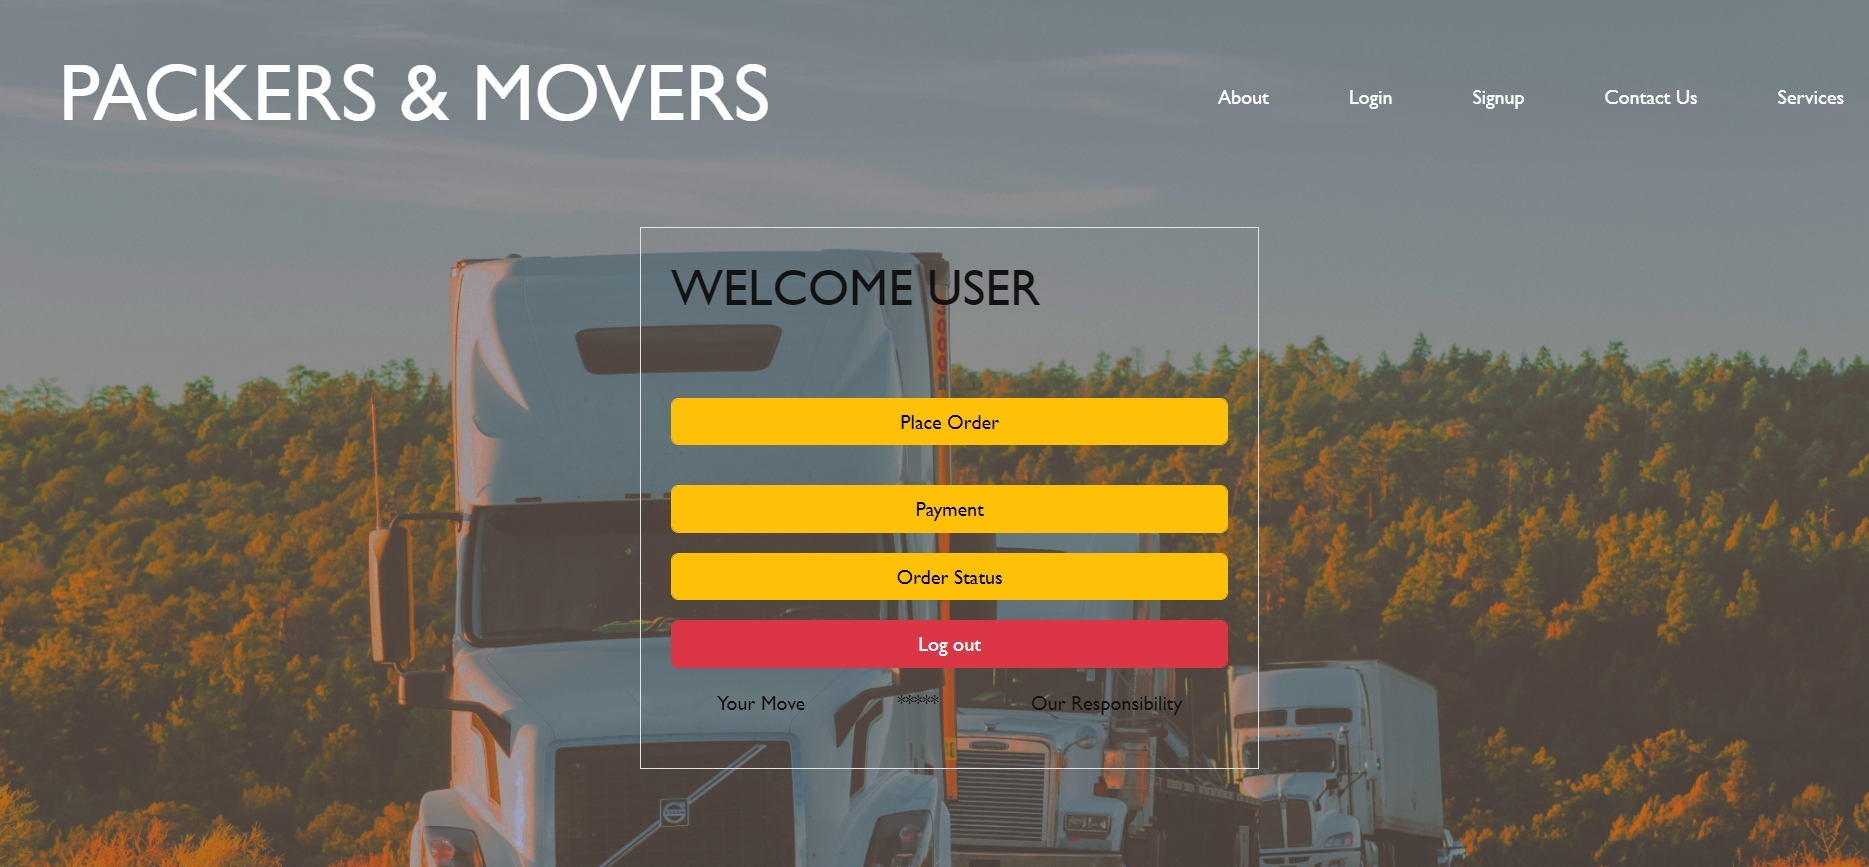 PACKERS & MOVERS
About Login Signup Contact Us Services
WELCOME USER
Place Order
Payment
Order Status
Log out
Your Move ***** Our Responsibility